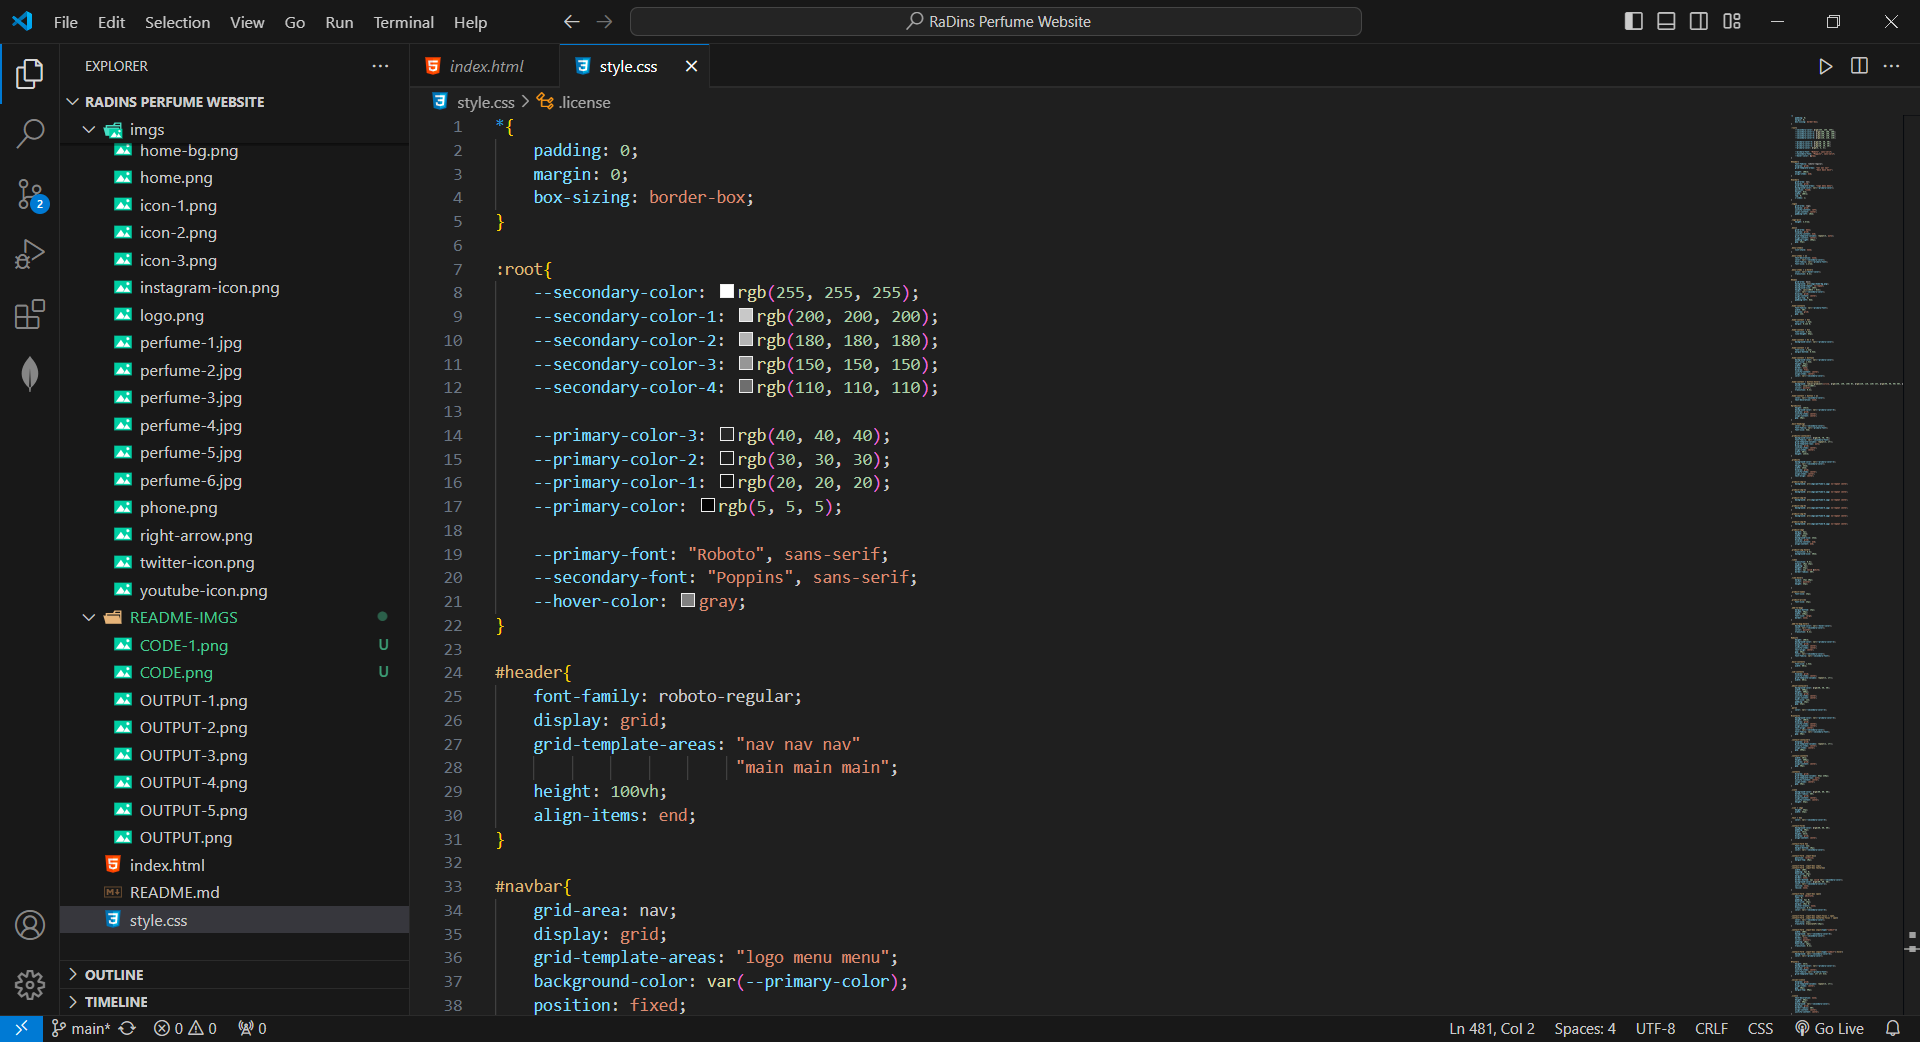 File Edit Selection View Go Run Terminal Help
RaDins Perfume Website
EXPLORER
RADINS PERFUME WEBSITE
imgs
home-bg.png
home.png
icon-1.png
icon-2.png
icon-3.png
instagram-icon.png
logo.png
perfume-1.jpg
perfume-2.jpg
perfume-3.jpg
perfume-4.jpg
perfume-5.jpg
perfume-6.jpg
phone.png
right-arrow.png
twitter-icon.png
youtube-icon.png
README-IMGS
CODE-1.png U
CODE.png U
OUTPUT-1.png
OUTPUT-2.png
OUTPUT-3.png
OUTPUT-4.png
OUTPUT-5.png
OUTPUT.png
index.html
README.md
style.css
OUTLINE
TIMELINE
2
index.html style.css
style.css > .license
1 *{
2 padding: 0;
3 margin: 0;
4 box-sizing: border-box;
5 }
6
7 :root{
8 --secondary-color: rgb(255, 255, 255);
9 --secondary-color-1: rgb(200, 200, 200);
10 --secondary-color-2: rgb(180, 180, 180);
11 --secondary-color-3: rgb(150, 150, 150);
12 --secondary-color-4: rgb(110, 110, 110);
13
14 --primary-color-3: rgb(40, 40, 40);
15 --primary-color-2: rgb(30, 30, 30);
16 --primary-color-1: rgb(20, 20, 20);
17 --primary-color: rgb(5, 5, 5);
18
19 --primary-font: "Roboto", sans-serif;
20 --secondary-font: "Poppins", sans-serif;
21 --hover-color: gray;
22 }
23
24 #header{
25 font-family: roboto-regular;
26 display: grid;
27 grid-template-areas: "nav nav nav"
28 "main main main";
29 height: 100vh;
30 align-items: end;
31 }
32
33 #navbar{
34 grid-area: nav;
35 display: grid;
36 grid-template-areas: "logo menu menu";
37 background-color: var(--primary-color);
38 position: fixed;
main* 0 0 0
Ln 481, Col 2 Spaces: 4 UTF-8 CRLF CSS Go Live